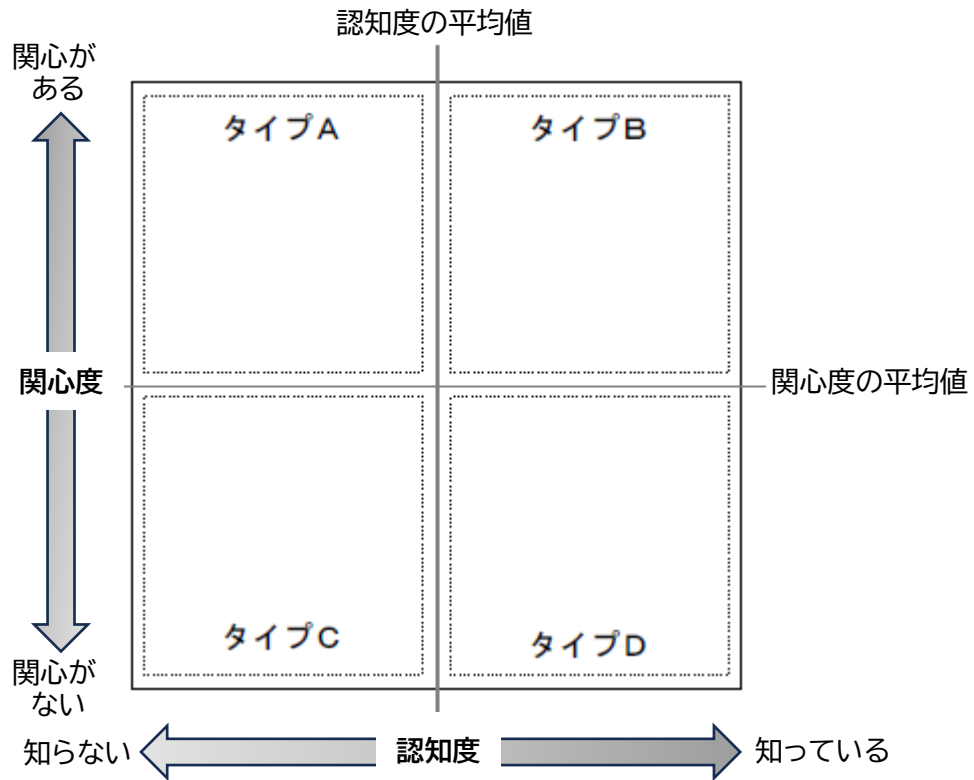 認知度の平均値
関心が
ある
タイプA
タイプB
関心度
関心度の平均値
タイプC
タイプD
関心が
ない
知らない
認知度
知っている